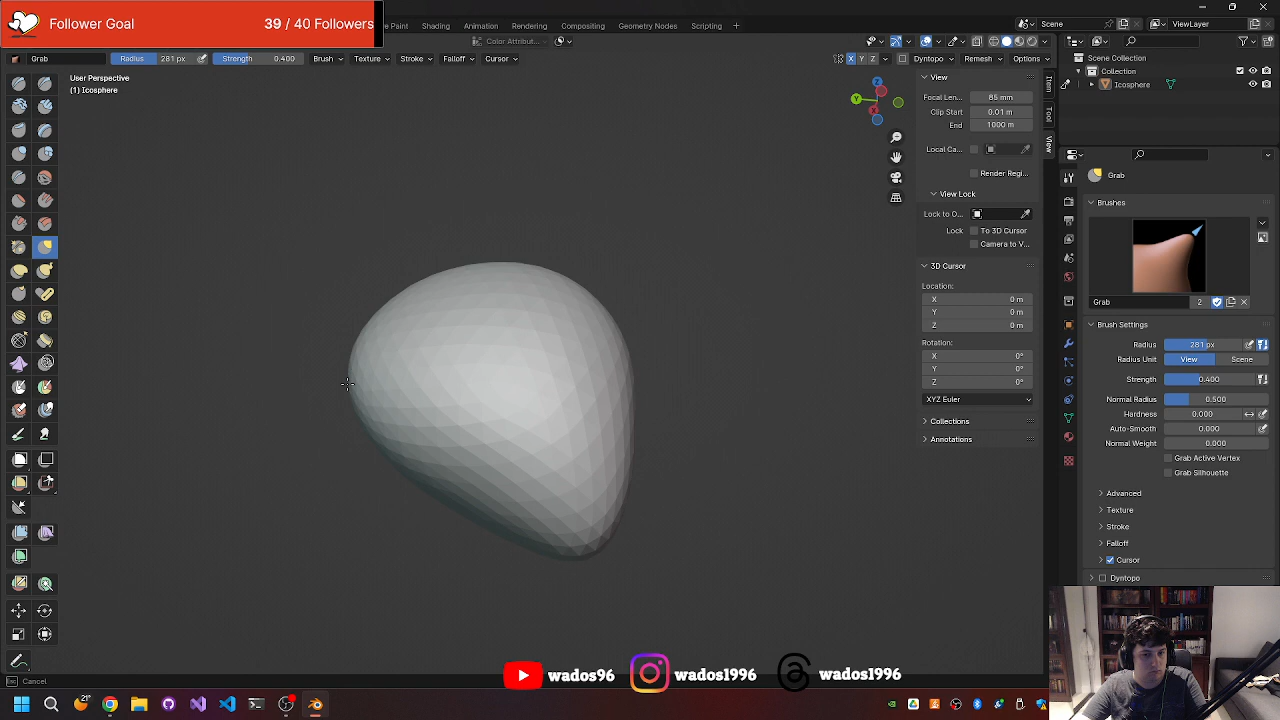 Follower Goal 39 / 40 Followers
e Paint Shading Animation Rendering Compositing Geometry Nodes Scripting +
Scene ViewLayer
Color Attribut...
Grab Radius 281 px Strength 0.400 Brush Texture Stroke Falloff Cursor X Y Z Dyntopo Remesh Options
User Perspective
(1) Icosphere
Z
Y
X
View
Focal Len... 85 mm
Clip Start 0.01 m
End 1000 m
Local Ca...
Render Regi...
View Lock
Lock to O...
Lock To 3D Cursor
Camera to V...
3D Cursor
Location:
X 0 m
Y 0 m
Z 0 m
Rotation:
X 0°
Y 0°
Z 0°
XYZ Euler
Collections
Annotations
Item
Tool
View
Scene Collection
Collection
Icosphere
Grab
Brushes
Grab 2
Brush Settings
Radius 281 px
Radius Unit View Scene
Strength 0.400
Normal Radius 0.500
Hardness 0.000
Auto-Smooth 0.000
Normal Weight 0.000
Grab Active Vertex
Grab Silhouette
Advanced
Texture
Stroke
Falloff
Cursor
Dyntopo
Esc Cancel
wados96 wados1996 wados1996